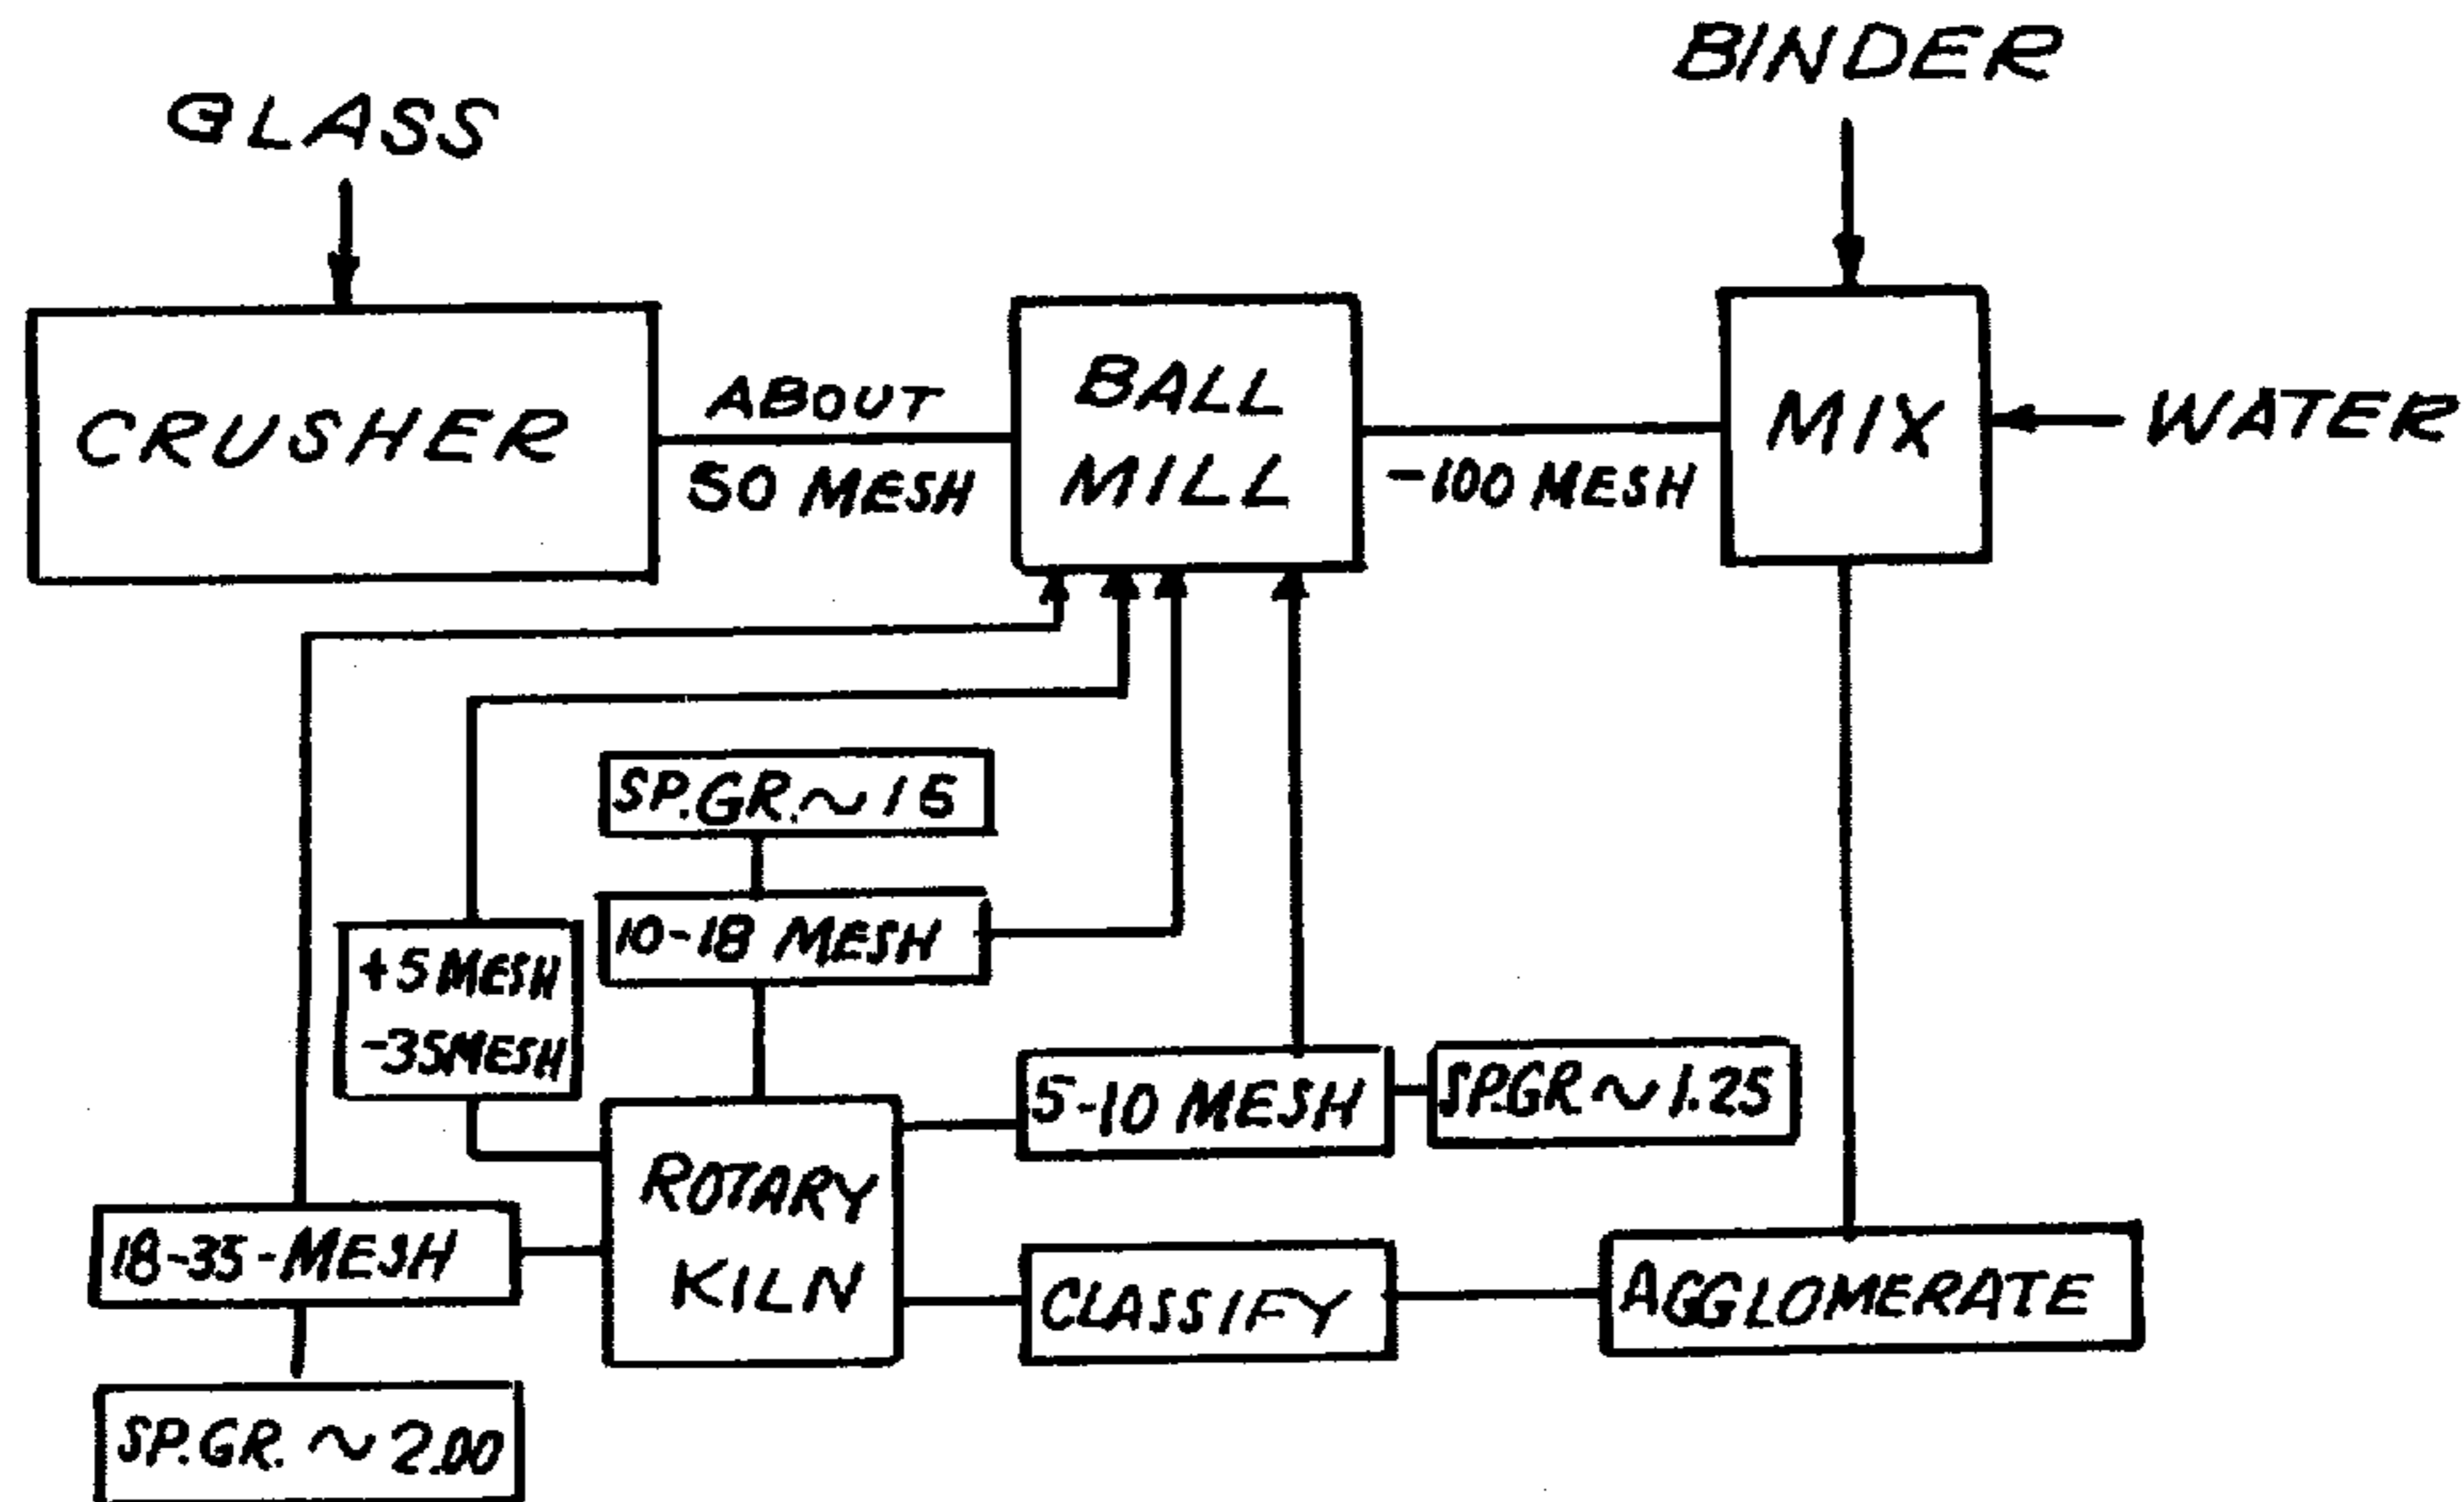 BINDER
GLASS
CRUSHER
ABOUT
50 MESH
BALL
MILL
-100 MESH
MIX
WATER
SP.GR. ~ 1 5
10-18 MESH
+5 MESH
-35 MESH
5-10 MESH
SP.GR ~ 1.25
ROTARY
KILN
18-35-MESH
CLASSIFY
AGGLOMERATE
SP.GR. ~ 2.00